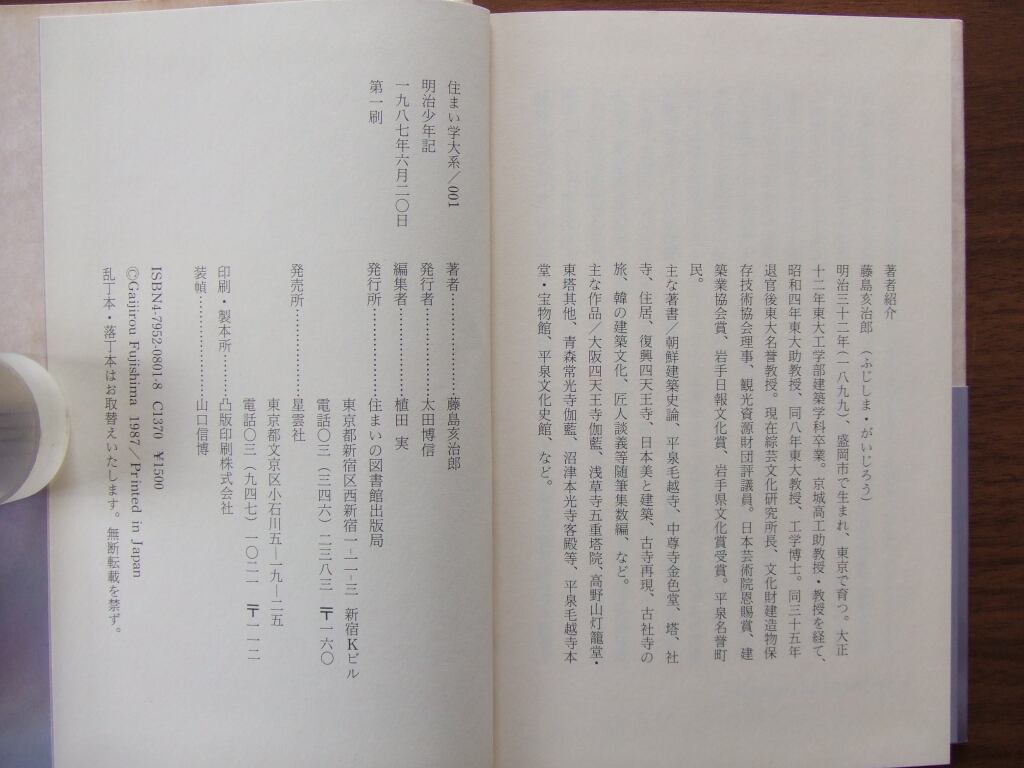 著者紹介
藤島亥治郎 (ふじしま・がいじろう)
明治三十二年(一八九九)、盛岡市で生まれ、東京で育つ。大正
十二年東大工学部建築学科卒業。京城高工助教授・教授を経て、
昭和四年東大助教授、同八年東大教授、工学博士。同三十五年
退官後東大名誉教授。現在綜芸文化研究所長、文化財建造物保
存技術協会理事、観光資源財団評議員。日本芸術院恩賜賞、建
築業協会賞、岩手日報文化賞、岩手県文化賞受賞。平泉名誉町
民。
主な著書/朝鮮建築史論、平泉毛越寺、中尊寺金色堂、塔、社
寺、住居、復興四天王寺、日本美と建築、古寺再現、古社寺の
旅、韓の建築文化、匠人談義等随筆集数編、など。
主な作品/大阪四天王寺伽藍、浅草寺五重塔院、高野山灯籠堂・
東塔其他、青森常光寺伽藍、沼津本光寺客殿等、平泉毛越寺本
堂・宝物館、平泉文化史館、など。
住まい学大系/001
明治少年記
一九八七年六月二〇日
第一刷
著者…………………藤島亥治郎
発行者………………太田博信
編集者………………植田 実
発行所………………住まいの図書館出版局
東京都新宿区西新宿一-一-三 新宿Kビル
電話〇三(三四六)二三八三 〒一六〇
発売所………………星雲社
東京都文京区小石川五-一九-二五
電話〇三(九四七)一〇二一 〒一一二
印刷・製本所………凸版印刷株式会社
装幀…………………山口信博
ISBN4-7952-0801-8 C1370 ¥1500
©Gaijirou Fujishima 1987/Printed in Japan
乱丁本・落丁本はお取替えいたします。無断転載を禁ず。